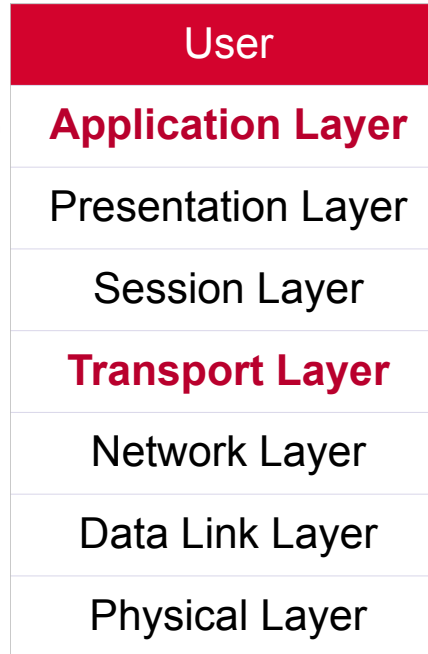 User
Application Layer
Presentation Layer
Session Layer
Transport Layer
Network Layer
Data Link Layer
Physical Layer